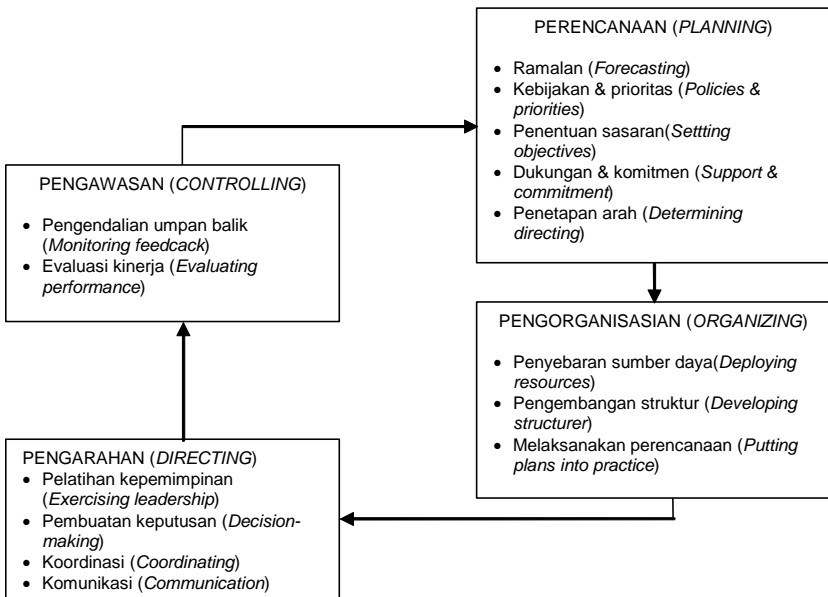 PERENCANAAN (PLANNING)
• Ramalan (Forecasting)
• Kebijakan & prioritas (Policies &
priorities)
• Penentuan sasaran(Settting
objectives)
• Dukungan & komitmen (Support &
commitment)
• Penetapan arah (Determining
directing)
PENGORGANISASIAN (ORGANIZING)
• Penyebaran sumber daya(Deploying
resources)
• Pengembangan struktur (Developing
structurer)
• Melaksanakan perencanaan (Putting
plans into practice)
PENGARAHAN (DIRECTING)
• Pelatihan kepemimpinan
(Exercising leadership)
• Pembuatan keputusan (Decision-
making)
• Koordinasi (Coordinating)
• Komunikasi (Communication)
PENGAWASAN (CONTROLLING)
• Pengendalian umpan balik
(Monitoring feedcack)
• Evaluasi kinerja (Evaluating
performance)